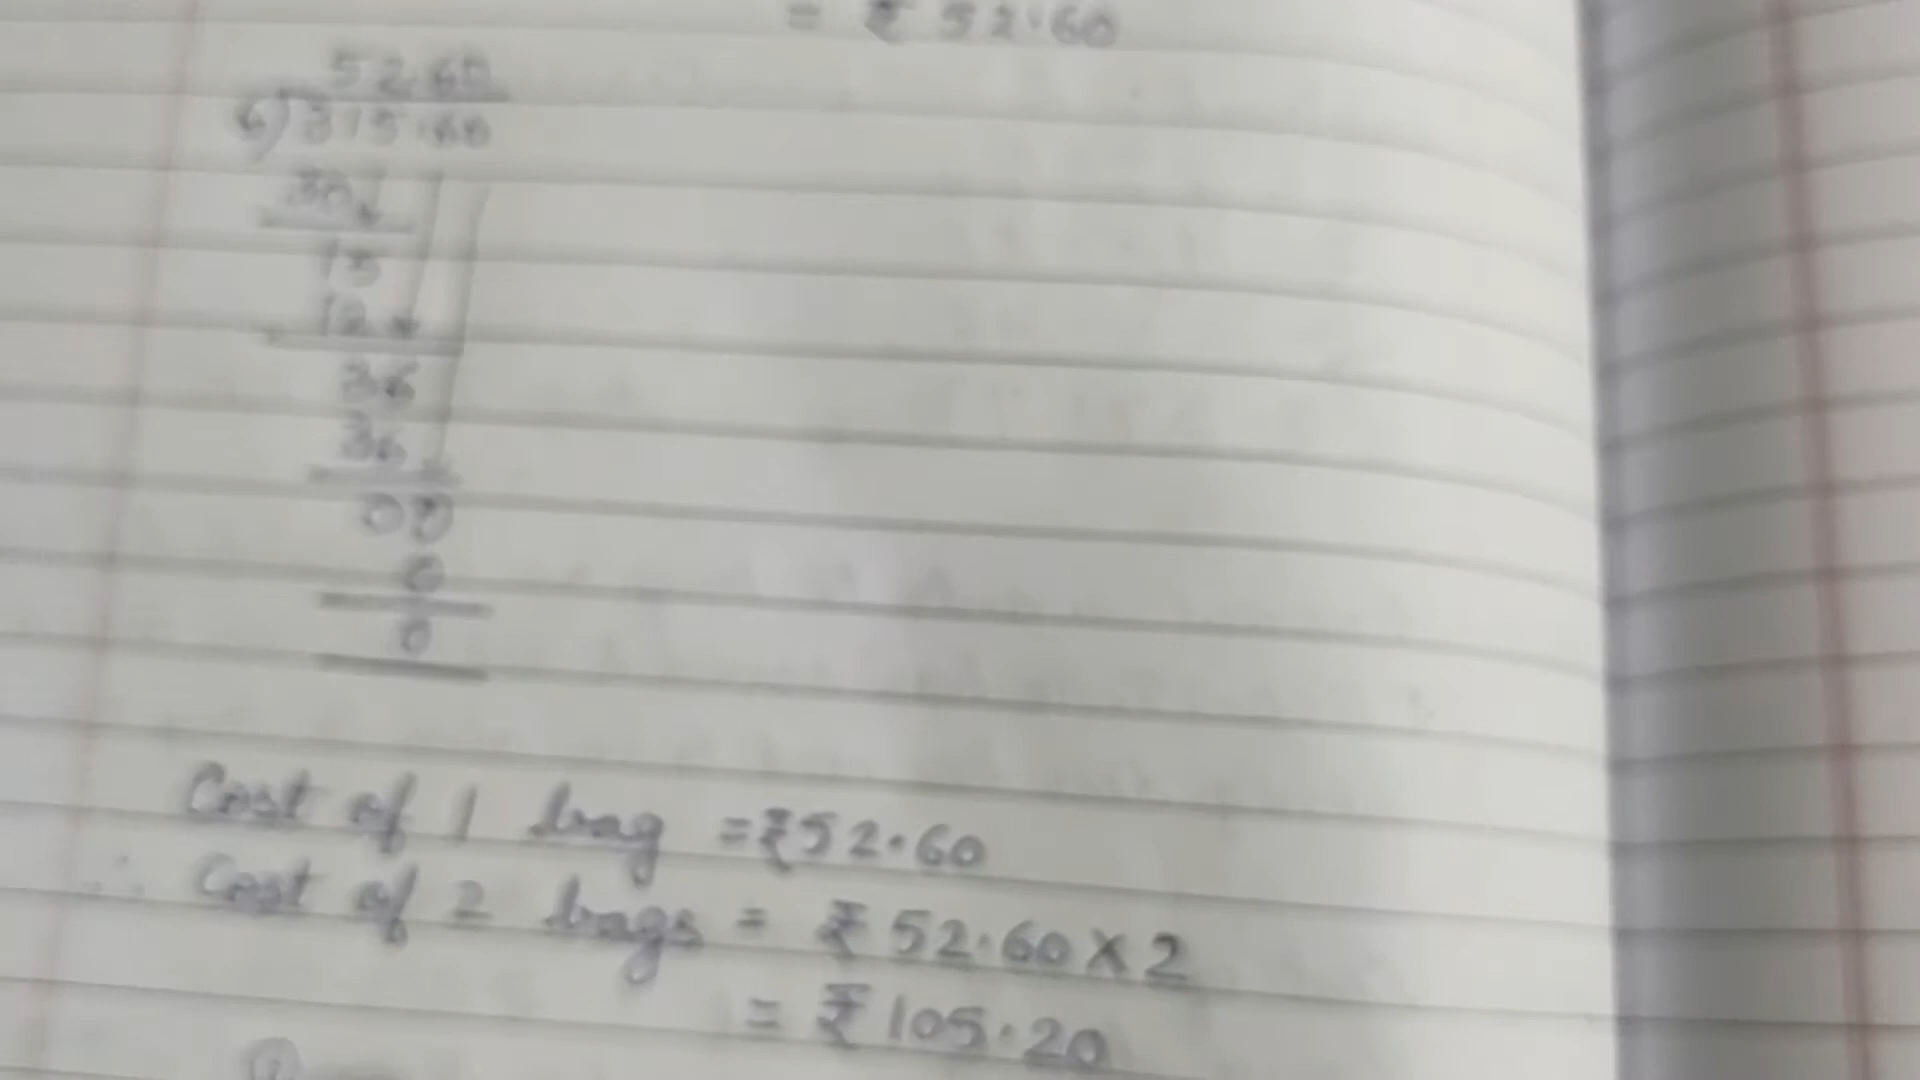 = ₹ 52.60
52.60
6)315.60
30
15
12
36
36
00
0
0
Cost of 1 bag = ₹52.60
∴ Cost of 2 bags = ₹ 52.60 × 2
= ₹ 105.20